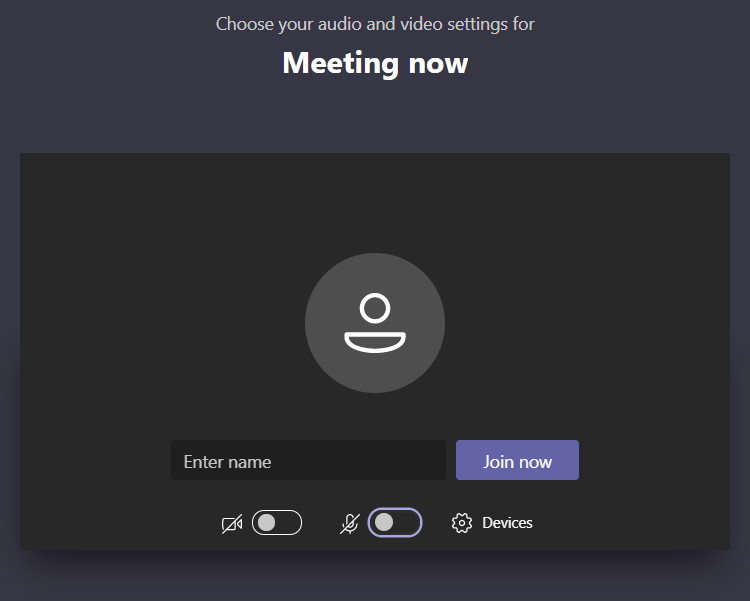 Choose your audio and video settings for
Meeting now
Enter name
Join now
Devices